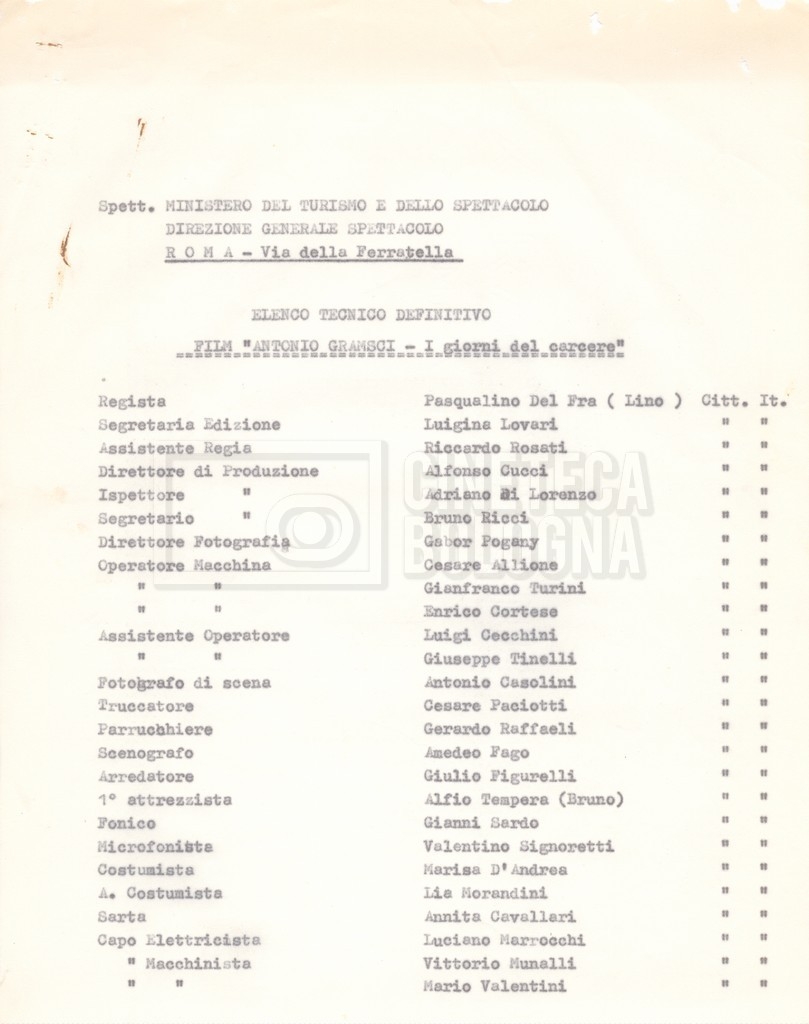 Spett. MINISTERO DEL TURISMO E DELLO SPETTACOLO
DIREZIONE GENERALE SPETTACOLO
R O M A - Via della Ferratella
ELENCO TECNICO DEFINITIVO
FILM "ANTONIO GRAMSCI - I giorni del carcere"
Regista Pasqualino Del Fra ( Lino ) Citt. It.
Segretaria Edizione Luigina Lovari " "
Assistente Regia Riccardo Rosati " "
Direttore di Produzione Alfonso Cucci " "
Ispettore " Adriano di Lorenzo " "
Segretario " Bruno Ricci " "
Direttore Fotografia Gabor Pogany " "
Operatore Macchina Cesare Allione " "
" " Gianfranco Turini " "
" " Enrico Cortese " "
Assistente Operatore Luigi Cecchini " "
" " Giuseppe Tinelli " "
Fotografo di scena Antonio Casolini " "
Truccatore Cesare Paciotti " "
Parrucchiere Gerardo Raffaeli " "
Scenografo Amedeo Fago " "
Arredatore Giulio Figurelli " "
1° attrezzista Alfio Tempera (Bruno) " "
Fonico Gianni Sardo " "
Microfonista Valentino Signoretti " "
Costumista Marisa D'Andrea " "
A. Costumista Lia Morandini " "
Sarta Annita Cavallari " "
Capo Elettricista Luciano Marrocchi " "
" Macchinista Vittorio Munalli " "
" " Mario Valentini " "
CINETECA
BOLOGNA